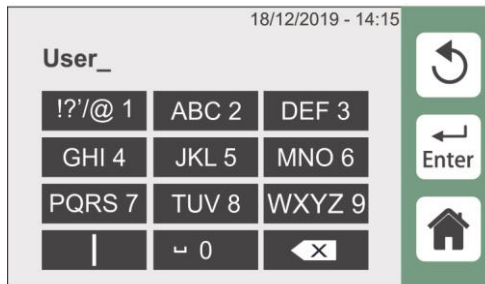 18/12/2019 - 14:15
User_
!?'/@ 1 ABC 2 DEF 3
GHI 4 JKL 5 MNO 6
Enter
PQRS 7 TUV 8 WXYZ 9
| ⎵ 0